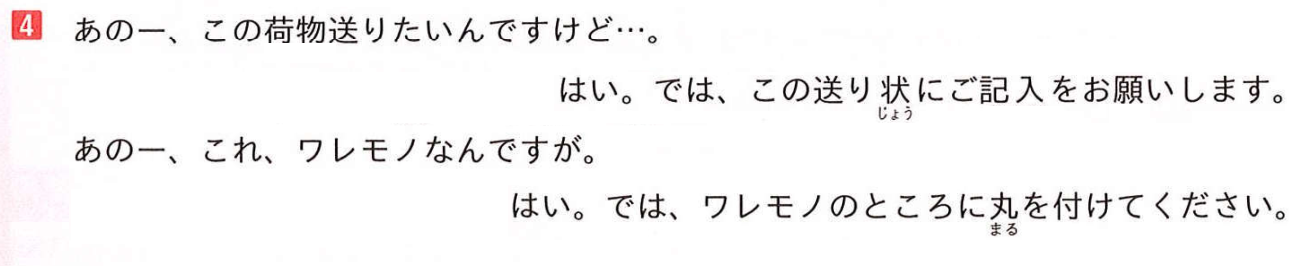 4 あのー、この荷物送りたいんですけど…。
はい。では、この送り状にご記入をお願いします。
じょう
あのー、これ、ワレモノなんですが。
はい。では、ワレモノのところに丸を付けてください。
まる